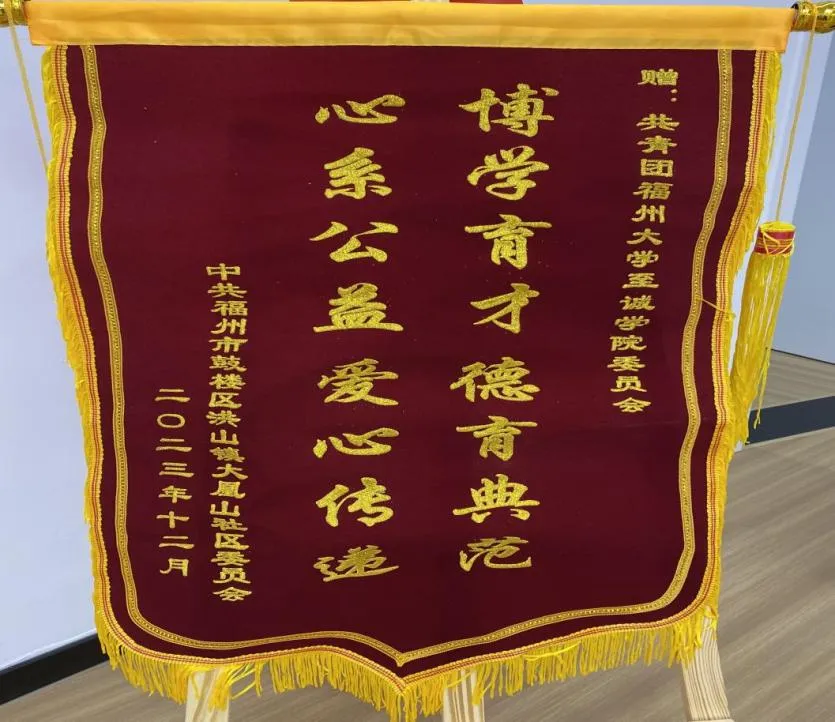 赠：共青团福州大学至诚学院委员会
博学育才德育典范
心系公益爱心传递
中共福州市鼓楼区洪山镇大凤山社区委员会
二〇二三年十二月